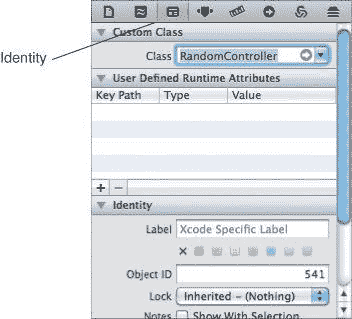 Identity
Custom Class
Class RandomController
User Defined Runtime Attributes
Key Path Type Value
+ −
Identity
Label Xcode Specific Label
Object ID 541
Lock Inherited - (Nothing)
Notes Show With Selection